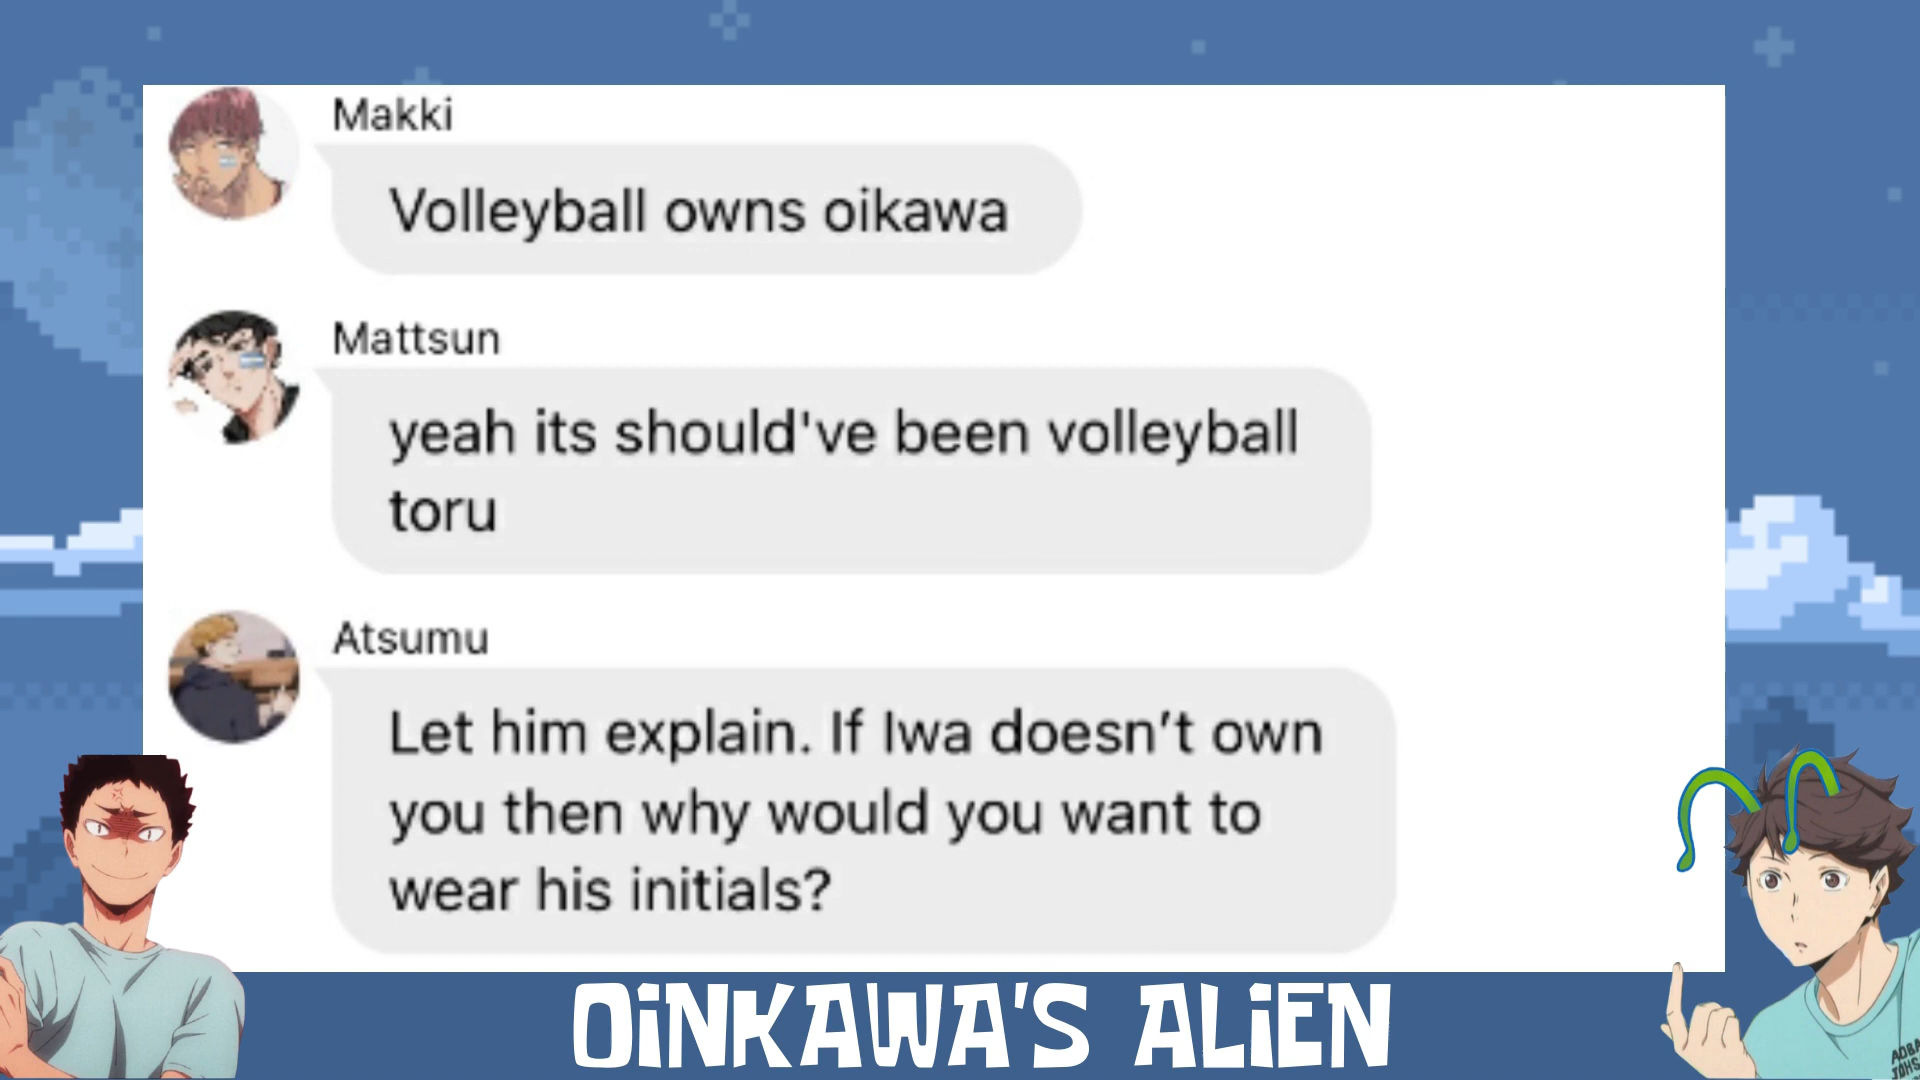 Makki
Volleyball owns oikawa
Mattsun
yeah its should've been volleyball
toru
Atsumu
Let him explain. If Iwa doesn’t own
you then why would you want to
wear his initials?
OiNKAWA'S ALiEN